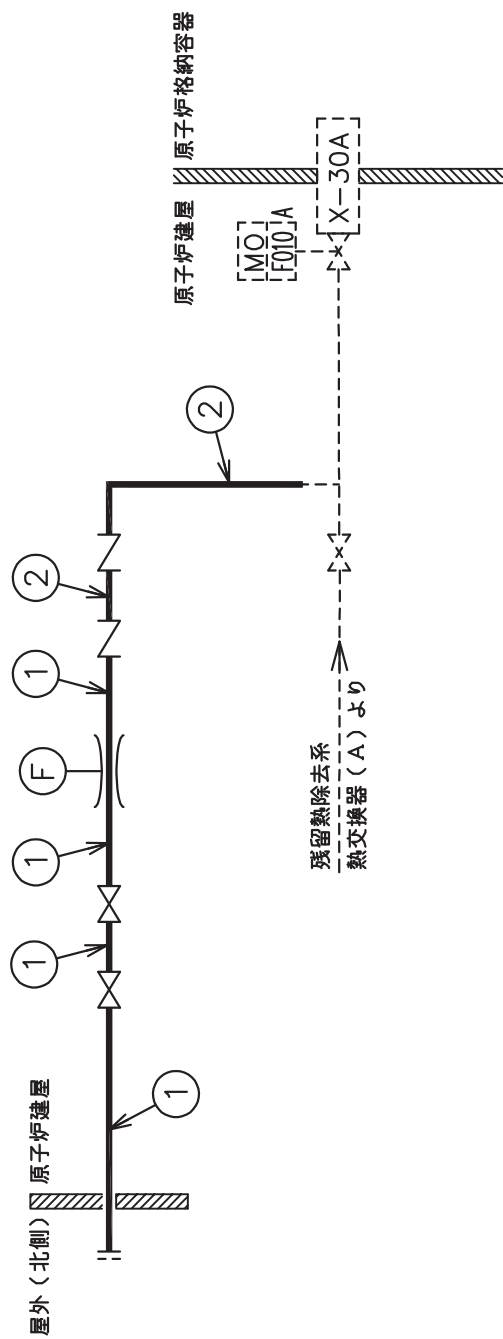 屋外（北側）
原子炉建屋
1
1
1
F
1
2
2
残留熱除去系
熱交換器（A）より
原子炉建屋
原子炉格納容器
MO
F010
A
X-30A